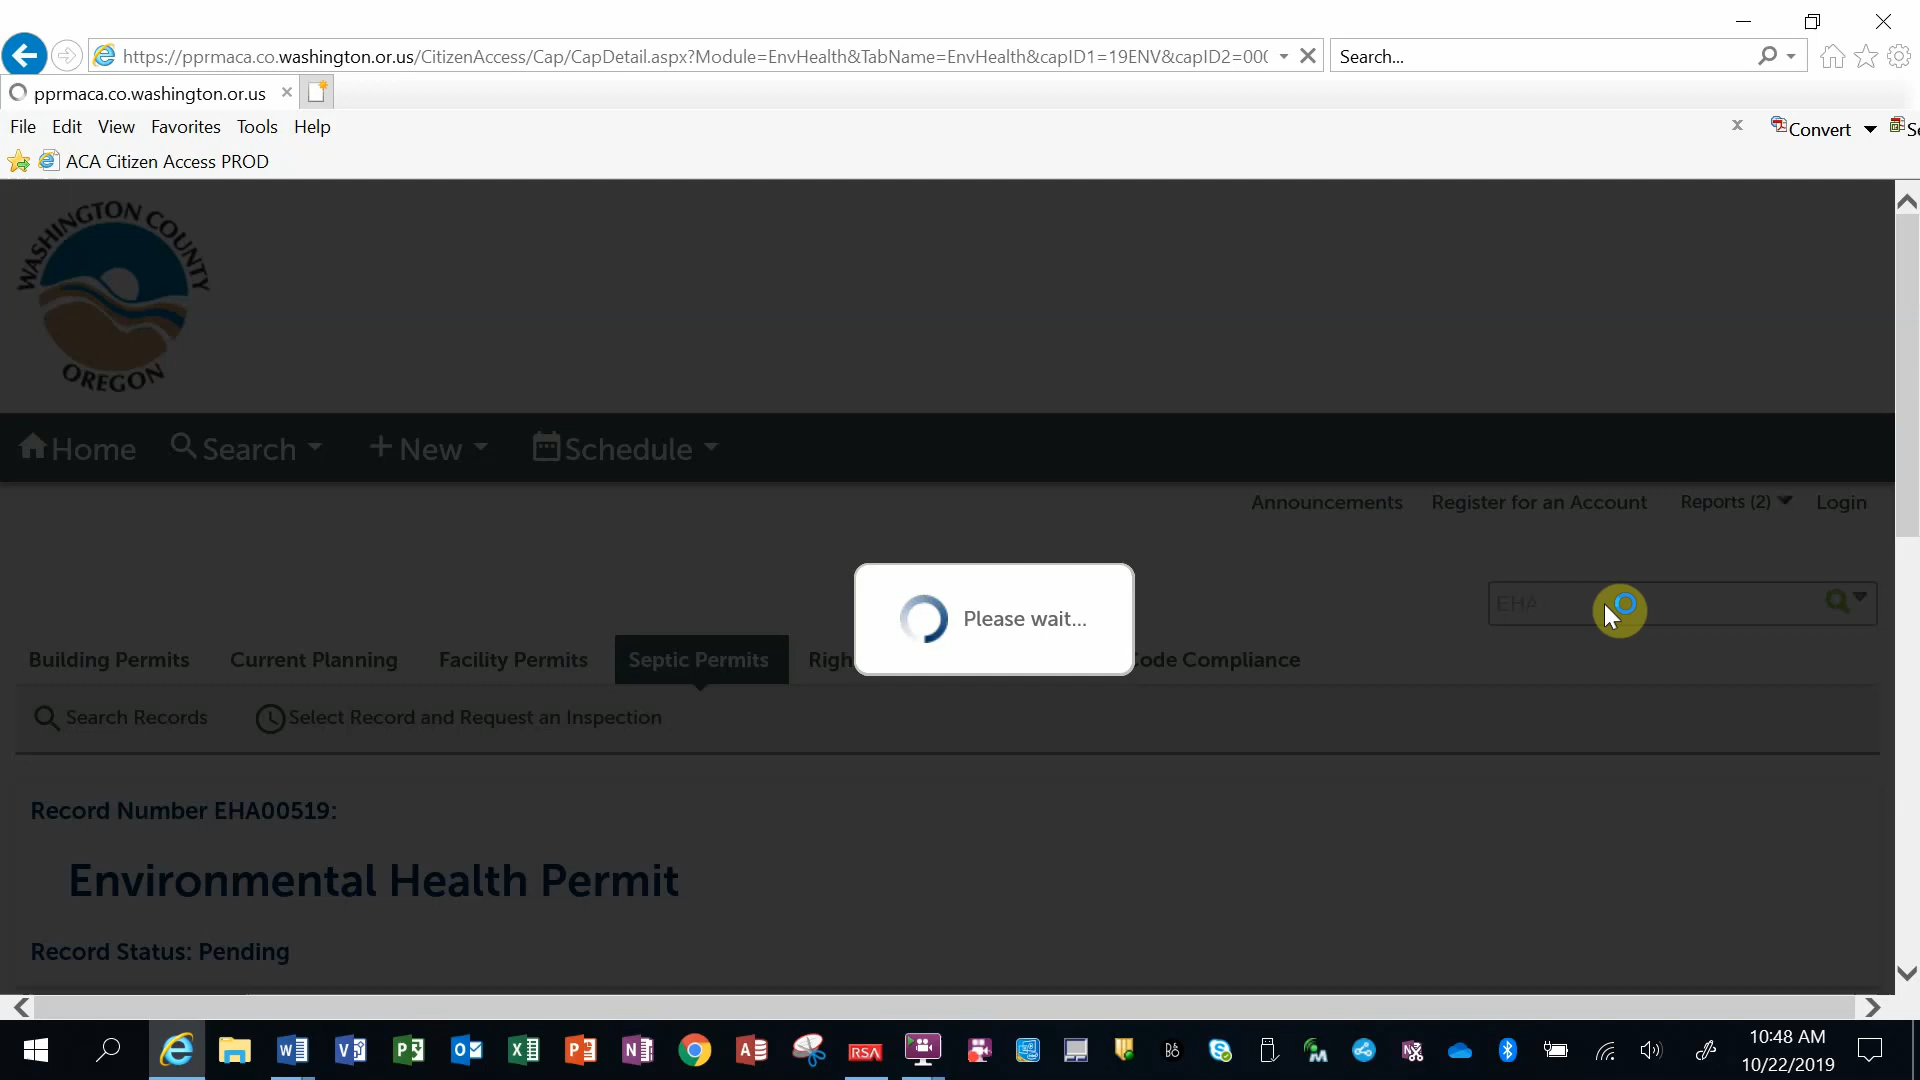 https://pprmaca.co.washington.or.us/CitizenAccess/Cap/CapDetail.aspx?Module=EnvHealth&TabName=EnvHealth&capID1=19ENV&capID2=000
Search...
pprmaca.co.washington.or.us
File Edit View Favorites Tools Help
Convert
ACA Citizen Access PROD
WASHINGTON COUNTY
OREGON
Home Search New Schedule
Announcements Register for an Account Reports (2) Login
EHA
Please wait...
Building Permits Current Planning Facility Permits Septic Permits Righ ode Compliance
Search Records Select Record and Request an Inspection
Record Number EHA00519:
Environmental Health Permit
Record Status: Pending
RSA
10:48 AM
10/22/2019